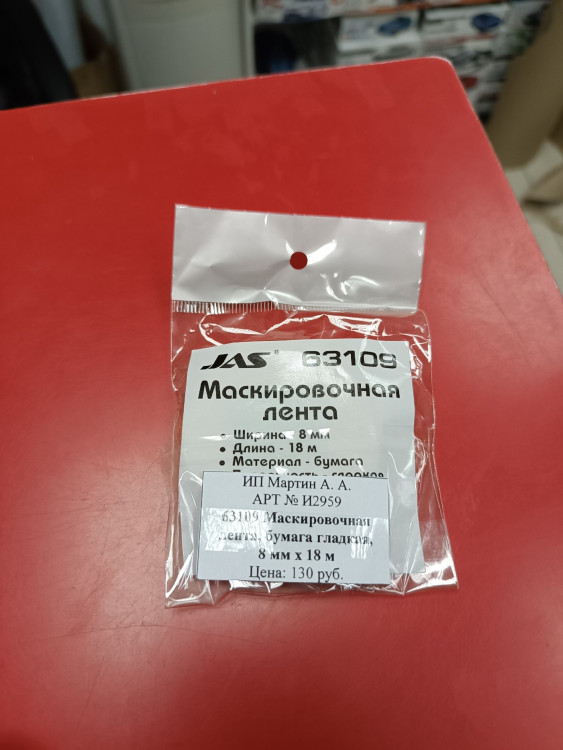 JAS® 63109
Маскировочная
лента
• Ширина - 8 мм
• Длина - 18 м
• Материал - бумага
гладкая
ИП Мартин А. А.
АРТ № И2959
63109 Маскировочная
лента, бумага гладкая,
8 мм х 18 м
Цена: 130 руб.